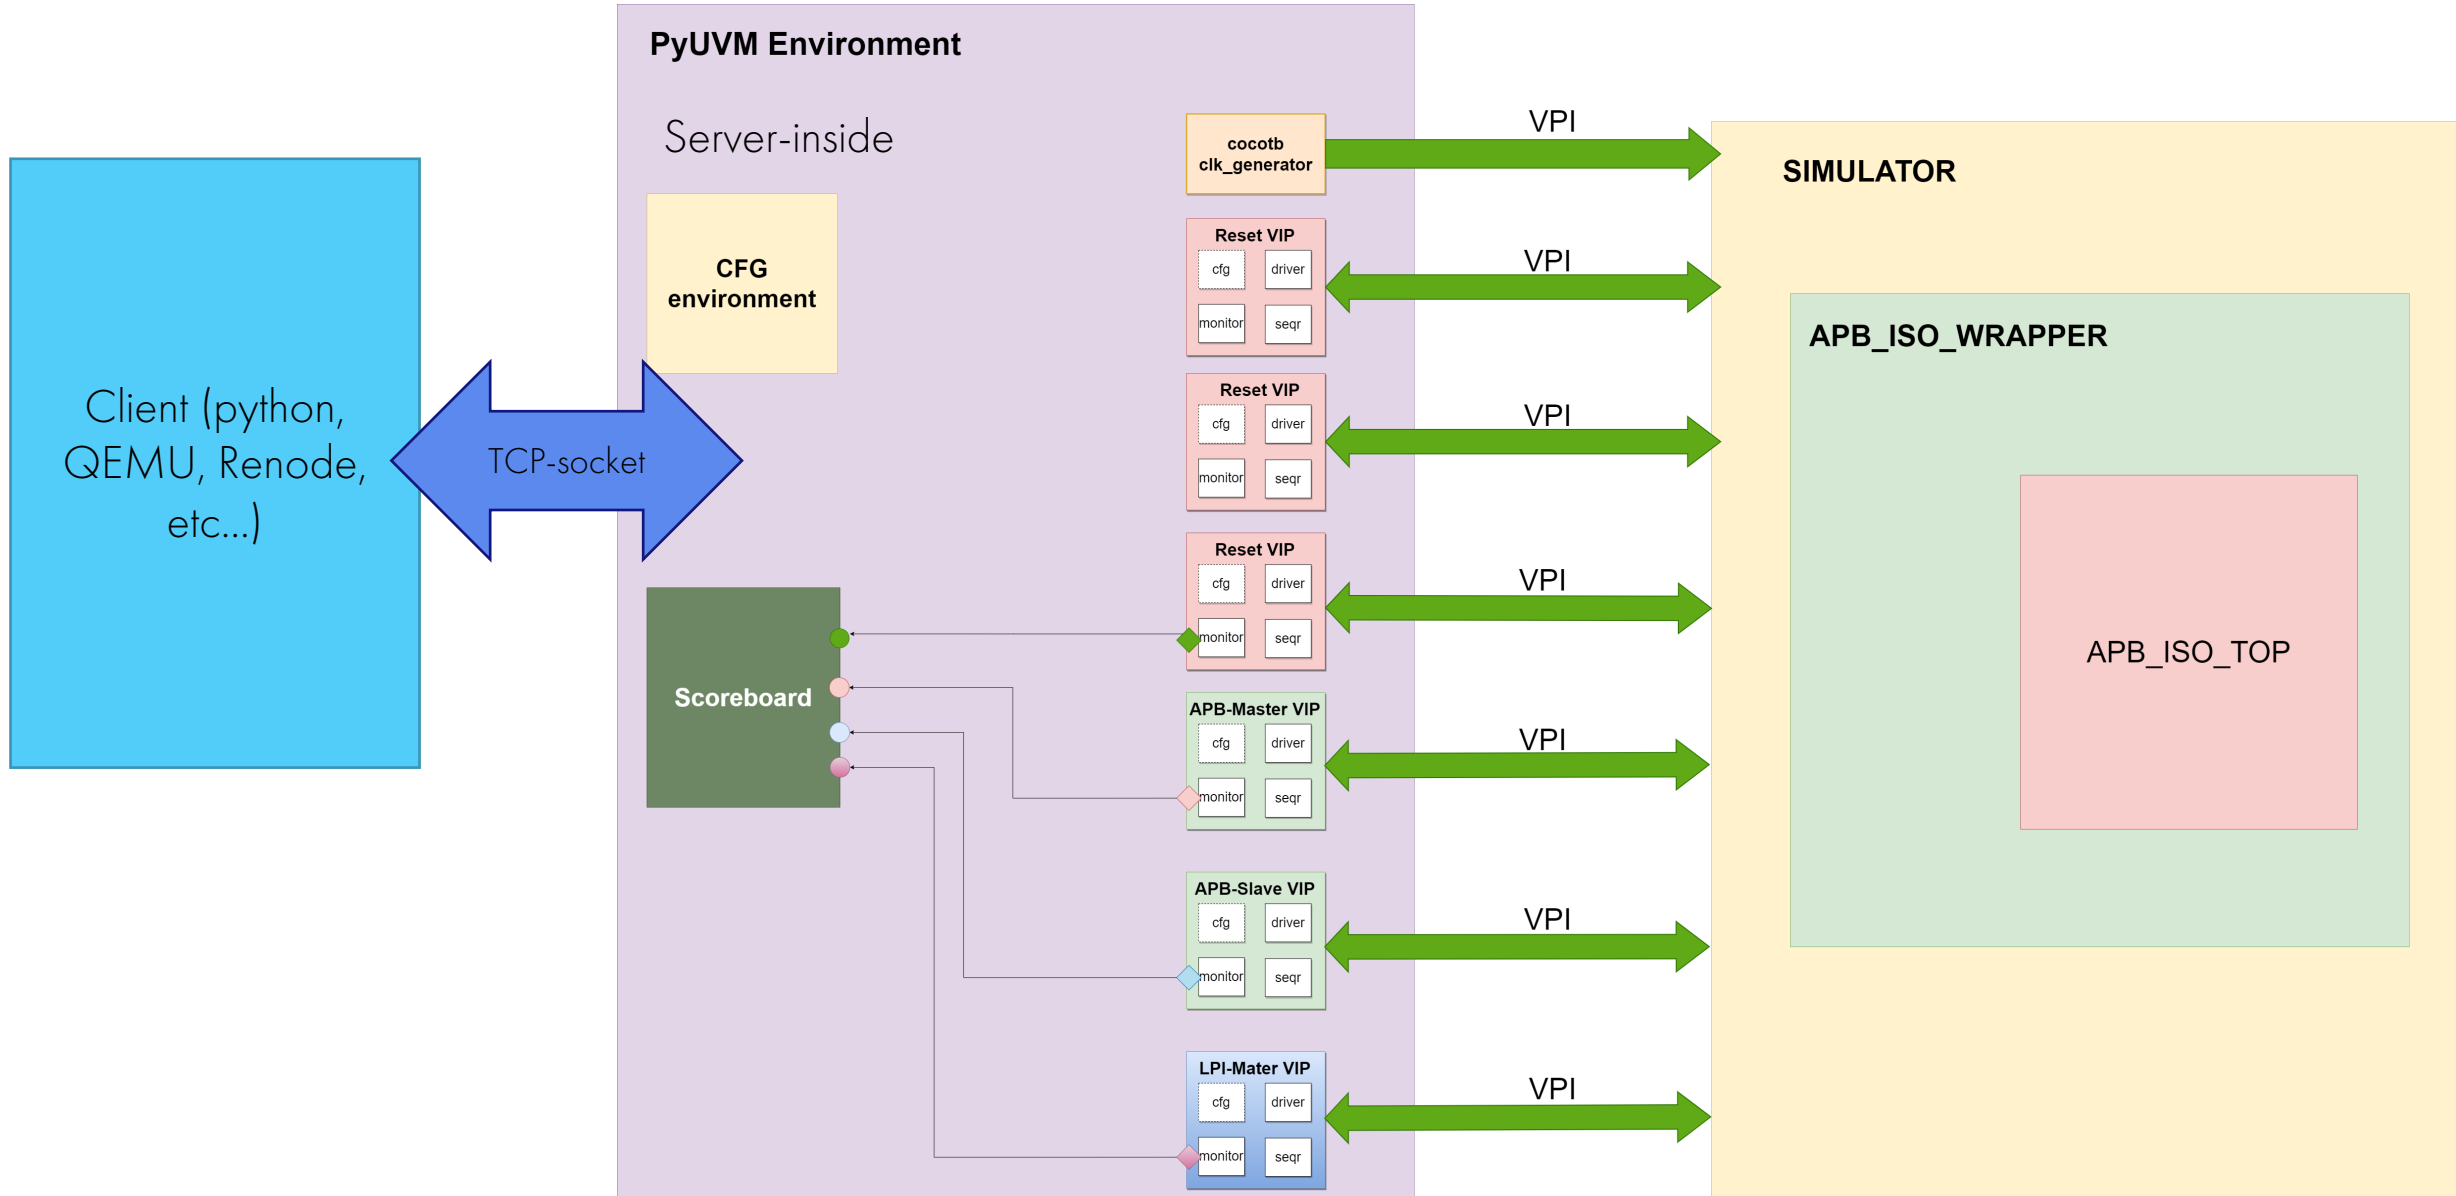 PyUVM Environment
Server-inside
CFG
environment
Client (python,
QEMU, Renode,
etc...)
TCP-socket
Scoreboard
cocotb
clk_generator
Reset VIP
cfg
driver
monitor
seqr
Reset VIP
cfg
driver
monitor
seqr
Reset VIP
cfg
driver
monitor
seqr
APB-Master VIP
cfg
driver
monitor
seqr
APB-Slave VIP
cfg
driver
monitor
seqr
LPI-Mater VIP
cfg
driver
monitor
seqr
VPI
VPI
VPI
VPI
VPI
VPI
VPI
SIMULATOR
APB_ISO_WRAPPER
APB_ISO_TOP